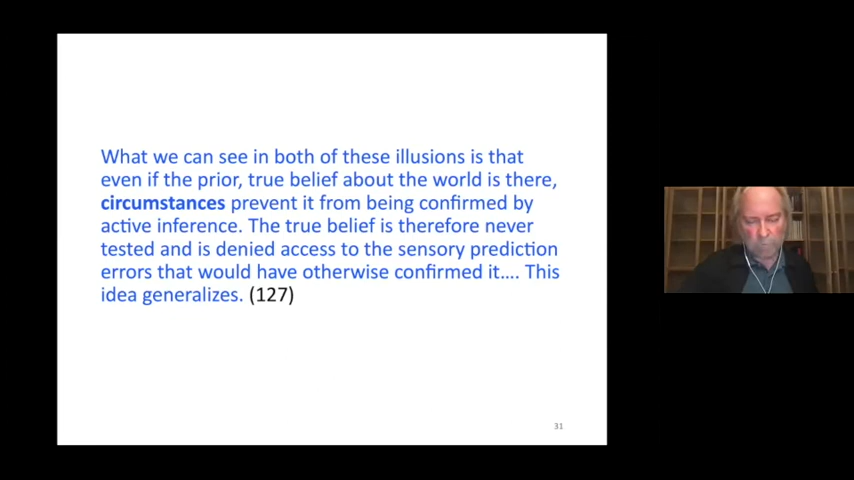 What we can see in both of these illusions is that
even if the prior, true belief about the world is there,
circumstances prevent it from being confirmed by
active inference. The true belief is therefore never
tested and is denied access to the sensory prediction
errors that would have otherwise confirmed it…. This
idea generalizes. (127)
31